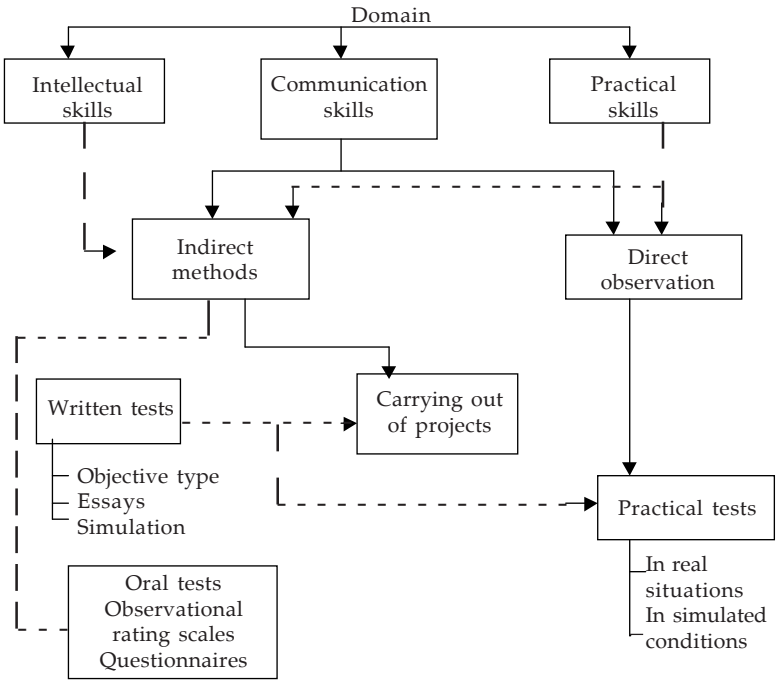 Domain
Intellectual
skills
Communication
skills
Practical
skills
Indirect
methods
Direct
observation
Written tests
Objective type
Essays
Simulation
Carrying out
of projects
Practical tests
In real
situations
In simulated
conditions
Oral tests
Observational
rating scales
Questionnaires